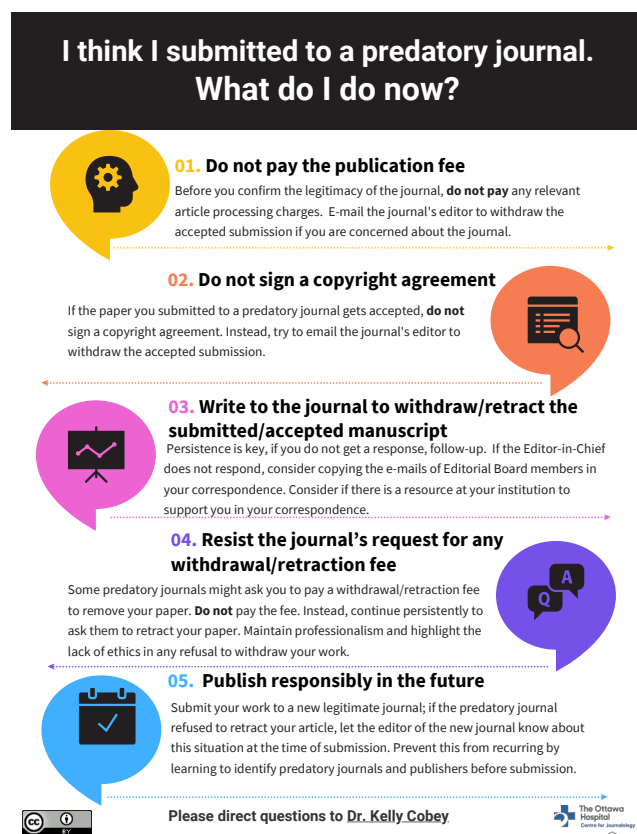 I think I submitted to a predatory journal.
What do I do now?
01. Do not pay the publication fee
Before you confirm the legitimacy of the journal, do not pay any relevant
article processing charges. E-mail the journal's editor to withdraw the
accepted submission if you are concerned about the journal.
02. Do not sign a copyright agreement
If the paper you submitted to a predatory journal gets accepted, do not
sign a copyright agreement. Instead, try to email the journal's editor to
withdraw the accepted submission.
03. Write to the journal to withdraw/retract the
submitted/accepted manuscript
Persistence is key, if you do not get a response, follow-up. If the Editor-in-Chief
does not respond, consider copying the e-mails of Editorial Board members in
your correspondence. Consider if there is a resource at your institution to
support you in your correspondence.
04. Resist the journal’s request for any
withdrawal/retraction fee
Some predatory journals might ask you to pay a withdrawal/retraction fee
to remove your paper. Do not pay the fee. Instead, continue persistently to
ask them to retract your paper. Maintain professionalism and highlight the
lack of ethics in any refusal to withdraw your work.
A
Q
05. Publish responsibly in the future
Submit your work to a new legitimate journal; if the predatory journal
refused to retract your article, let the editor of the new journal know about
this situation at the time of submission. Prevent this from recurring by
learning to identify predatory journals and publishers before submission.
Please direct questions to Dr. Kelly Cobey
cc
BY
The Ottawa
Hospital
Centre for Journalology